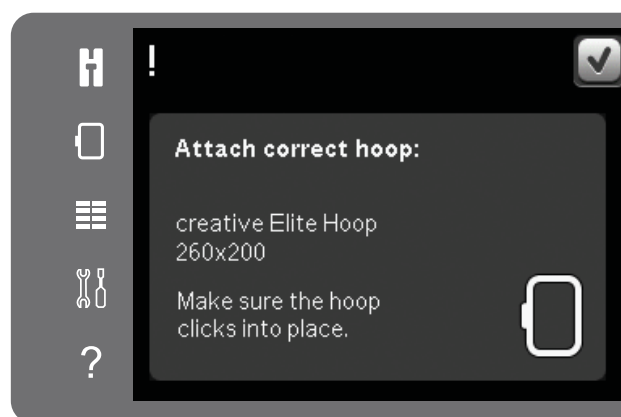 !
Attach correct hoop:
creative Elite Hoop
260x200
Make sure the hoop
clicks into place.
?